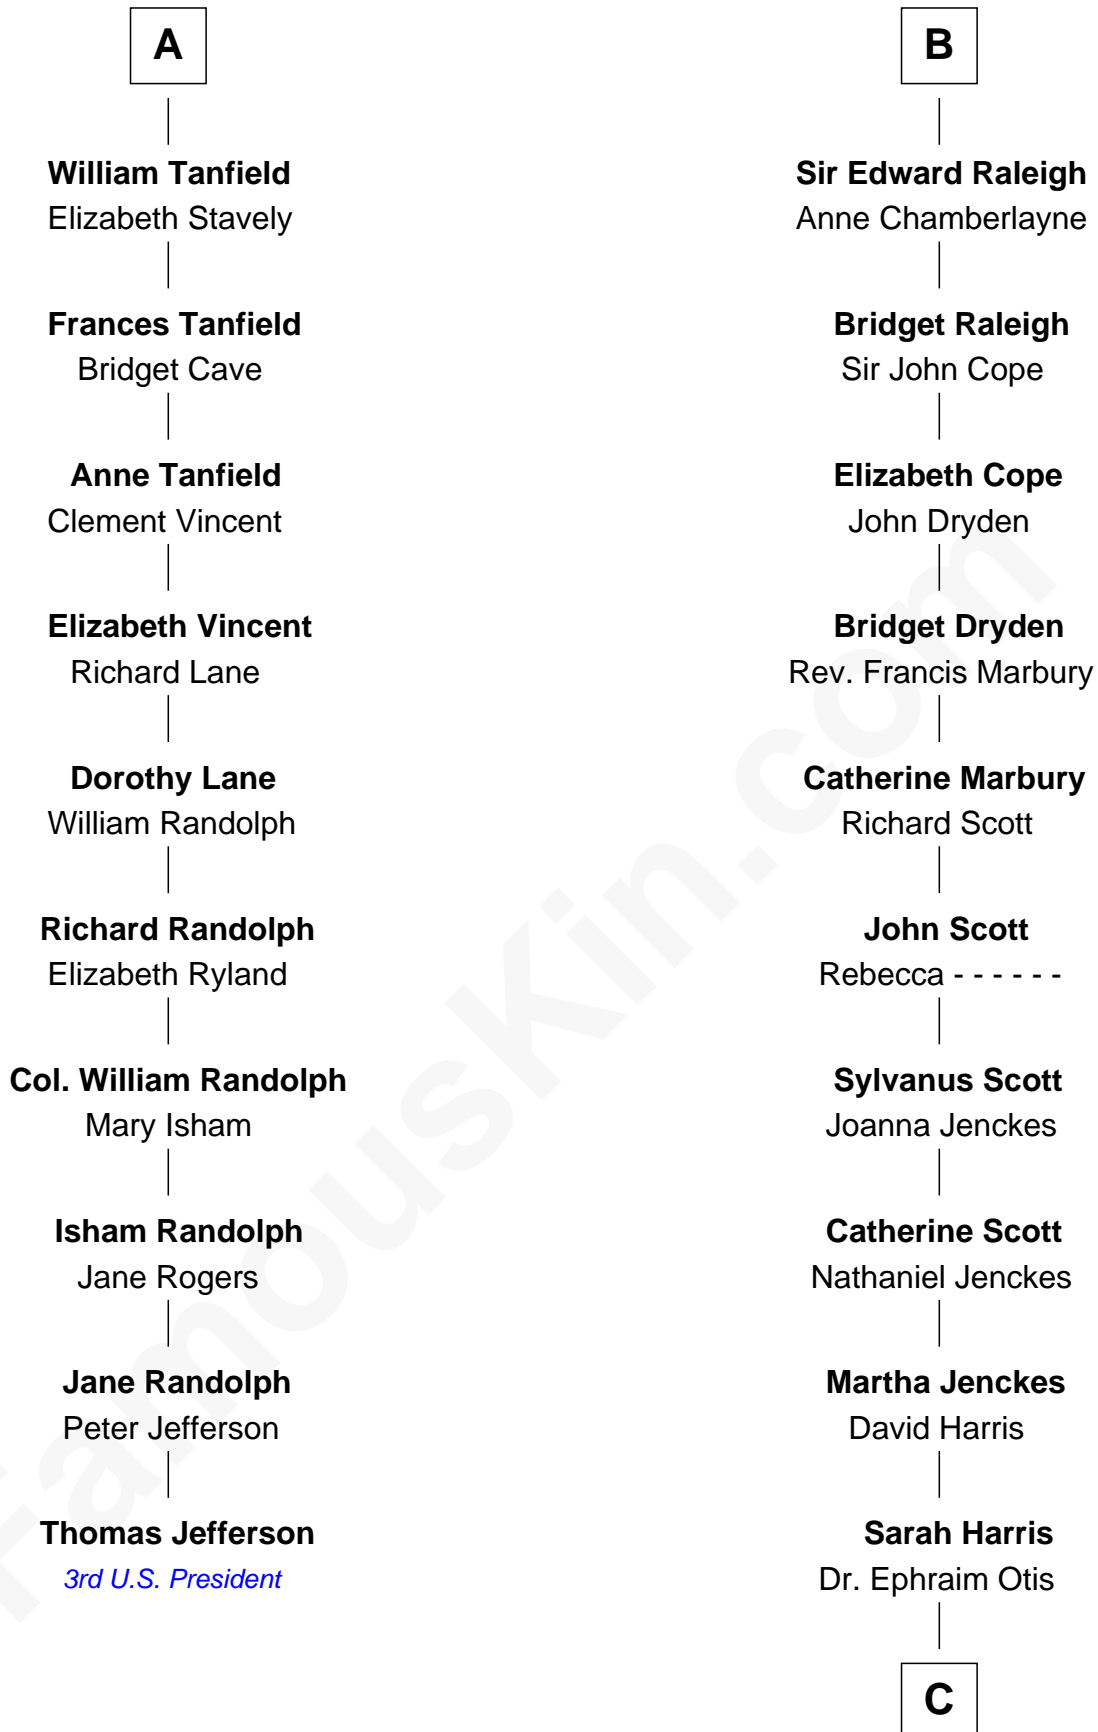 A
William Tanfield
Elizabeth Stavely
Frances Tanfield
Bridget Cave
Anne Tanfield
Clement Vincent
Elizabeth Vincent
Richard Lane
Dorothy Lane
William Randolph
Richard Randolph
Elizabeth Ryland
Col. William Randolph
Mary Isham
Isham Randolph
Jane Rogers
Jane Randolph
Peter Jefferson
Thomas Jefferson
3rd U.S. President
B
Sir Edward Raleigh
Anne Chamberlayne
Bridget Raleigh
Sir John Cope
Elizabeth Cope
John Dryden
Bridget Dryden
Rev. Francis Marbury
Catherine Marbury
Richard Scott
John Scott
Rebecca - - - - - -
Sylvanus Scott
Joanna Jenckes
Catherine Scott
Nathaniel Jenckes
Martha Jenckes
David Harris
Sarah Harris
Dr. Ephraim Otis
C
FamousKin.com